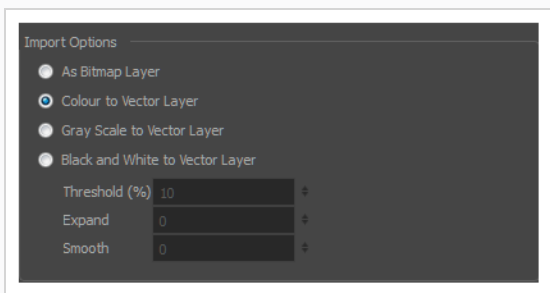 Import Options
As Bitmap Layer
Colour to Vector Layer
Gray Scale to Vector Layer
Black and White to Vector Layer
Threshold (%) 10
Expand 0
Smooth 0